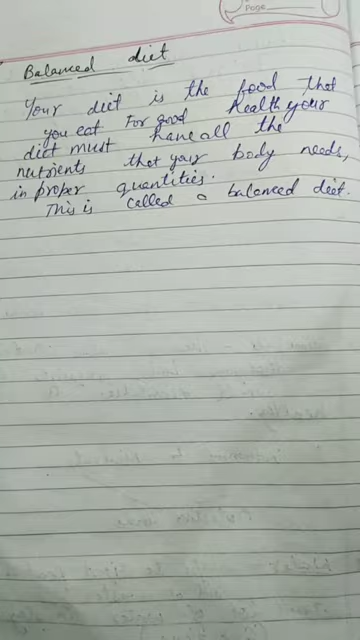 Page
Balanced diet
Your diet is the food that
you eat For good health your
diet must have all the
nutrients that your body needs,
in proper quantities.
This is called a balanced diet.